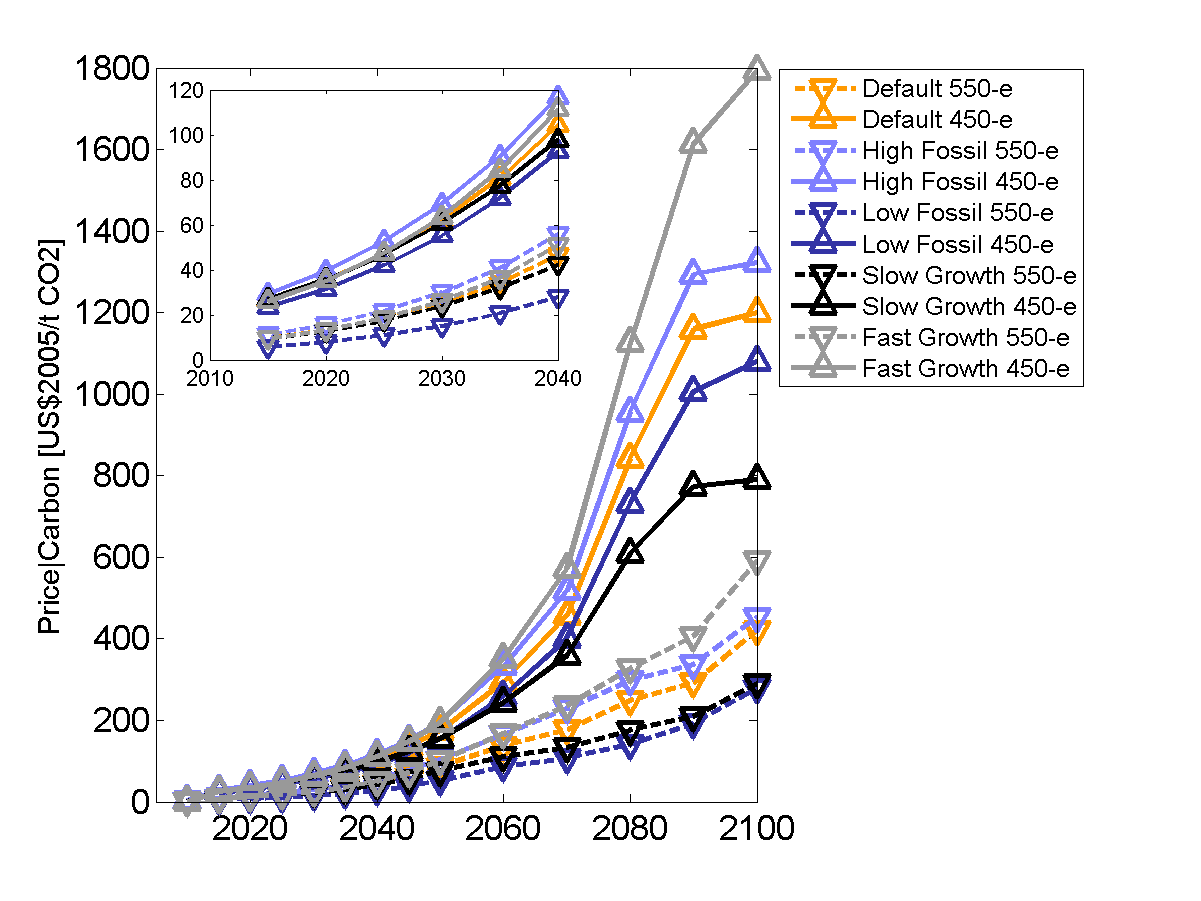 1800
1600
1400
1200
1000
800
600
400
200
0
Price|Carbon [US$2005/t CO2]
2020
2040
2060
2080
2100
120
100
80
60
40
20
0
2010
2020
2030
2040
Default 550-e
Default 450-e
High Fossil 550-e
High Fossil 450-e
Low Fossil 550-e
Low Fossil 450-e
Slow Growth 550-e
Slow Growth 450-e
Fast Growth 550-e
Fast Growth 450-e